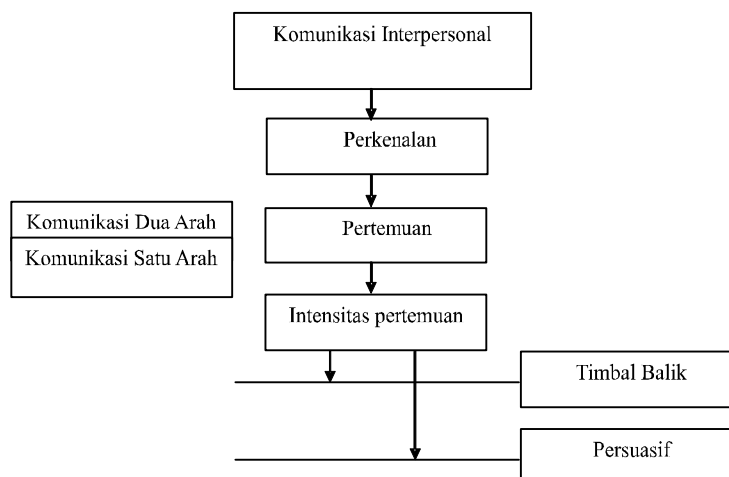 Komunikasi Interpersonal
Perkenalan
Komunikasi Dua Arah
Komunikasi Satu Arah
Pertemuan
Intensitas pertemuan
Timbal Balik
Persuasif